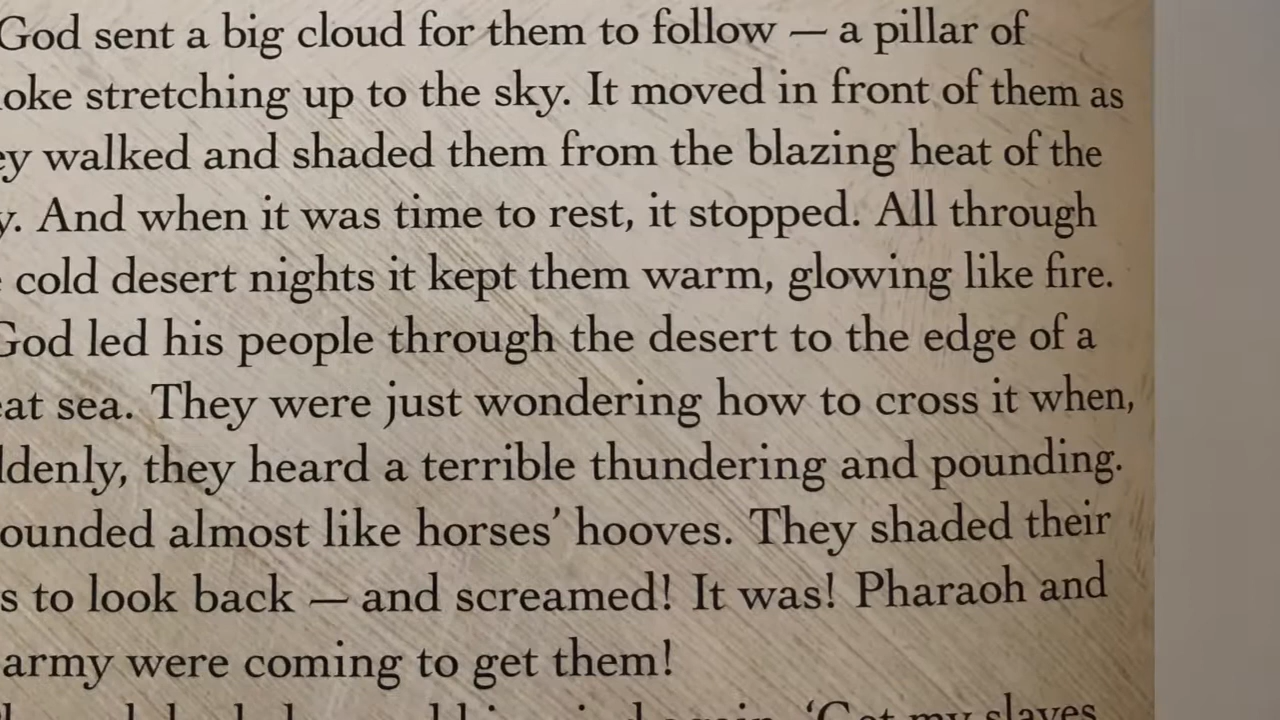 God sent a big cloud for them to follow — a pillar of
oke stretching up to the sky. It moved in front of them as
ey walked and shaded them from the blazing heat of the
y. And when it was time to rest, it stopped. All through
cold desert nights it kept them warm, glowing like fire.
God led his people through the desert to the edge of a
eat sea. They were just wondering how to cross it when,
ddenly, they heard a terrible thundering and pounding.
ounded almost like horses’ hooves. They shaded their
s to look back — and screamed! It was! Pharaoh and
army were coming to get them!
‘Get my slaves